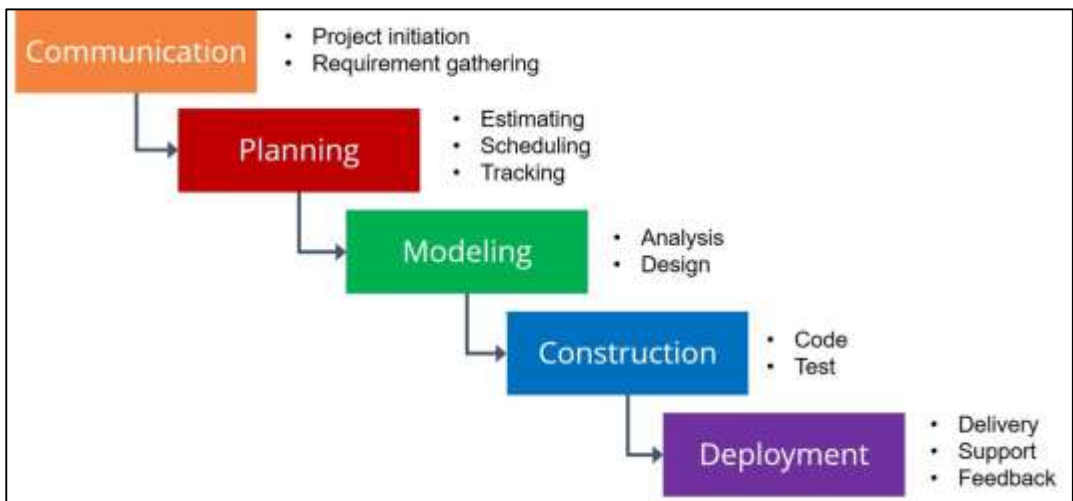 Communication
• Project initiation
• Requirement gathering
Planning
• Estimating
• Scheduling
• Tracking
Modeling
• Analysis
• Design
Construction
• Code
• Test
Deployment
• Delivery
• Support
• Feedback